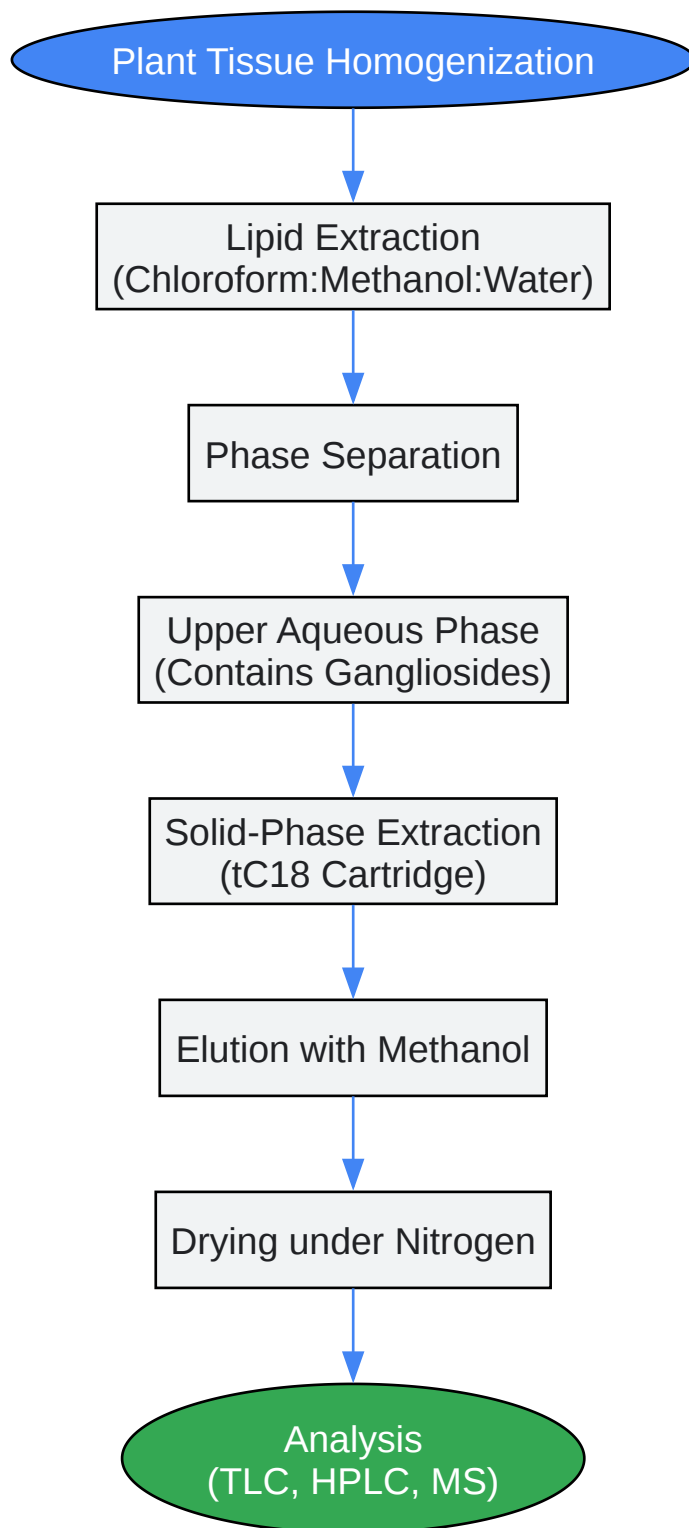 Plant Tissue Homogenization
Lipid Extraction
(Chloroform:Methanol:Water)
Phase Separation
Upper Aqueous Phase
(Contains Gangliosides)
Solid-Phase Extraction
(tC18 Cartridge)
Elution with Methanol
Drying under Nitrogen
Analysis
(TLC, HPLC, MS)